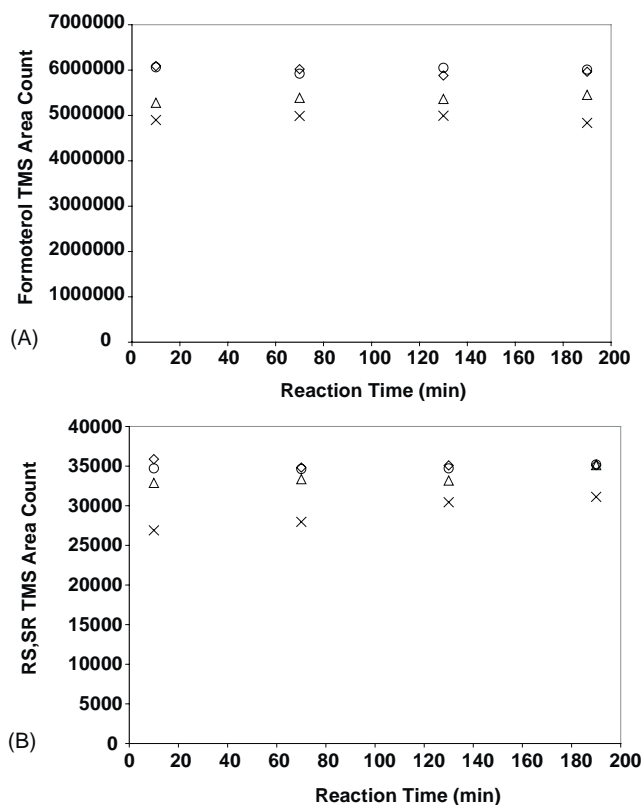 7000000
6000000
5000000
4000000
3000000
2000000
1000000
0
Formoterol TMS Area Count
(A)
0 20 40 60 80 100 120 140 160 180 200
Reaction Time (min)
40000
35000
30000
25000
20000
15000
10000
5000
0
RS,SR TMS Area Count
(B)
0 20 40 60 80 100 120 140 160 180 200
Reaction Time (min)